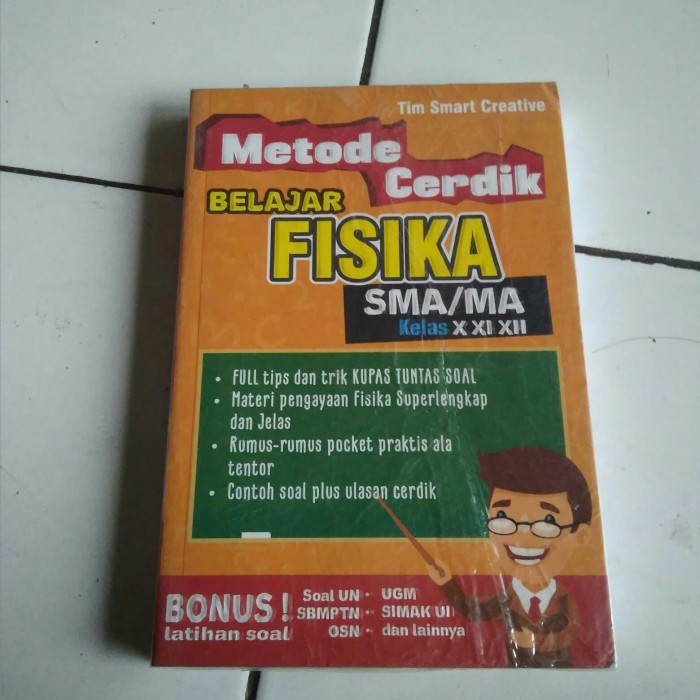 Tim Smart Creative
Metode
Cerdik
BELAJAR
FISIKA
SMA/MA
Kelas X XI XII
• FULL tips dan trik KUPAS TUNTAS SOAL
• Materi pengayaan Fisika Superlengkap
dan Jelas
• Rumus-rumus pocket praktis ala
tentor
• Contoh soal plus ulasan cerdik
BONUS!
latihan soal
Soal UN • UGM
SBMPTN • SIMAK UI
OSN • dan lainnya